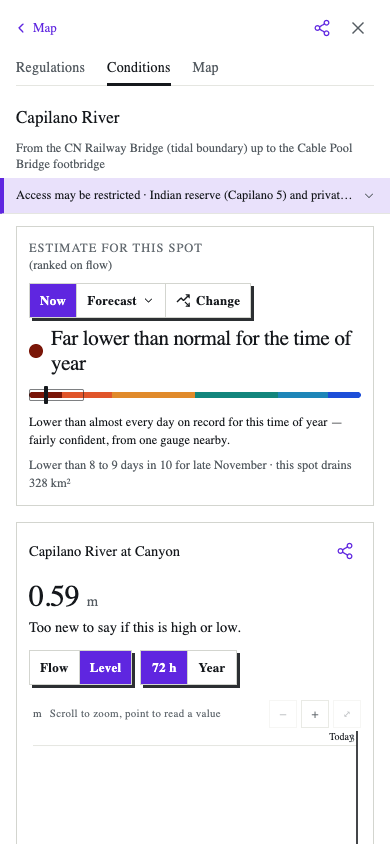 Map
Regulations Conditions Map
Capilano River
From the CN Railway Bridge (tidal boundary) up to the Cable Pool
Bridge footbridge
Access may be restricted · Indian reserve (Capilano 5) and privat…
ESTIMATE FOR THIS SPOT
(ranked on flow)
Now Forecast Change
Far lower than normal for the time of
year
Lower than almost every day on record for this time of year —
fairly confident, from one gauge nearby.
Lower than 8 to 9 days in 10 for late November · this spot drains
328 km²
Capilano River at Canyon
0.59 m
Too new to say if this is high or low.
Flow Level 72 h Year
m Scroll to zoom, point to read a value
Today